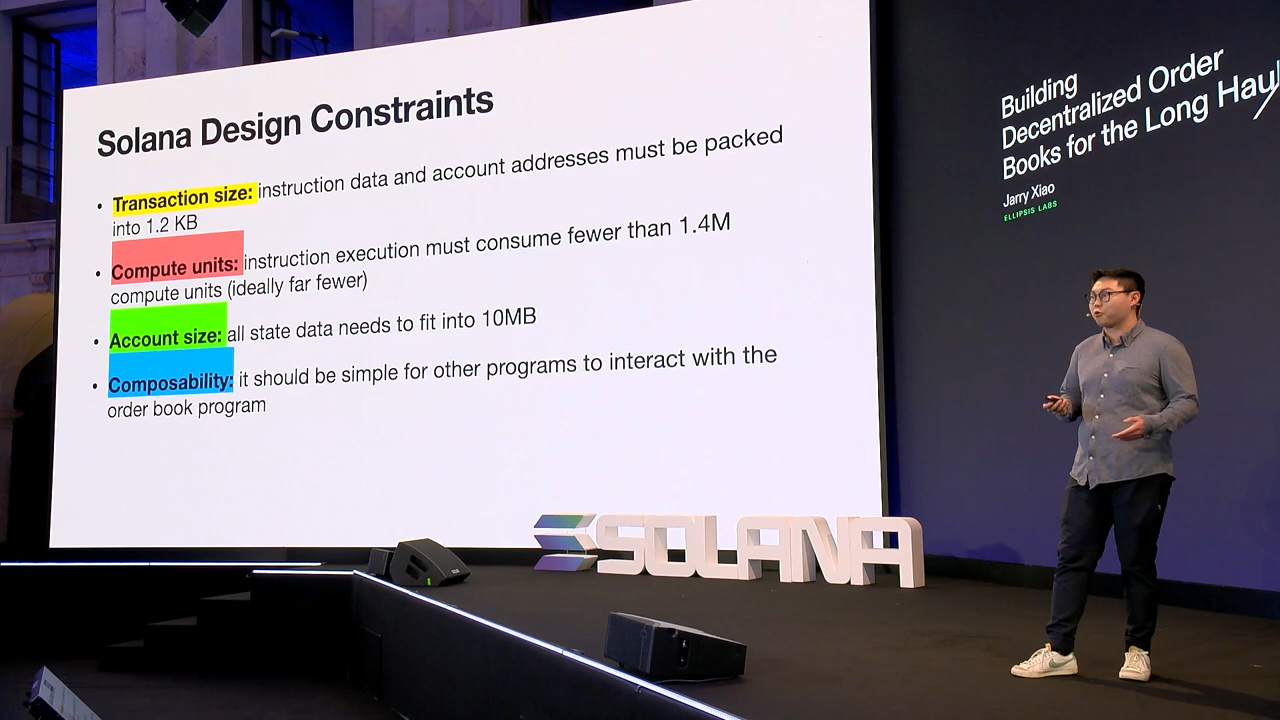 Solana Design Constraints
• Transaction size: instruction data and account addresses must be packed
into 1.2 KB
• Compute units: instruction execution must consume fewer than 1.4M
compute units (ideally far fewer)
• Account size: all state data needs to fit into 10MB
• Composability: it should be simple for other programs to interact with the
order book program
Building
Decentralized Order
Books for the Long Haul
Jarry Xiao
ELLIPSIS LABS
SOLANA